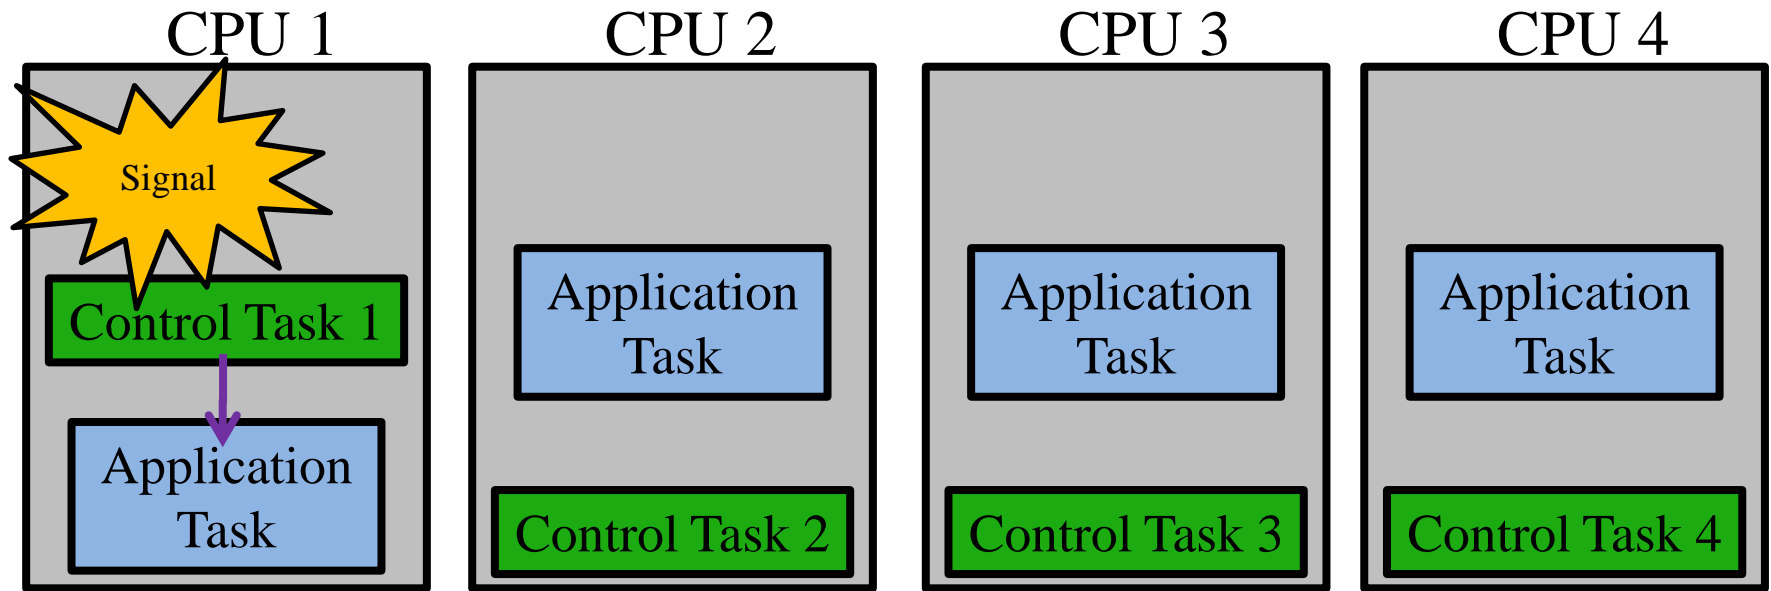 CPU 1
CPU 2
CPU 3
CPU 4
Signal
Control Task 1
Application
Task
Application
Task
Control Task 2
Application
Task
Control Task 3
Application
Task
Control Task 4